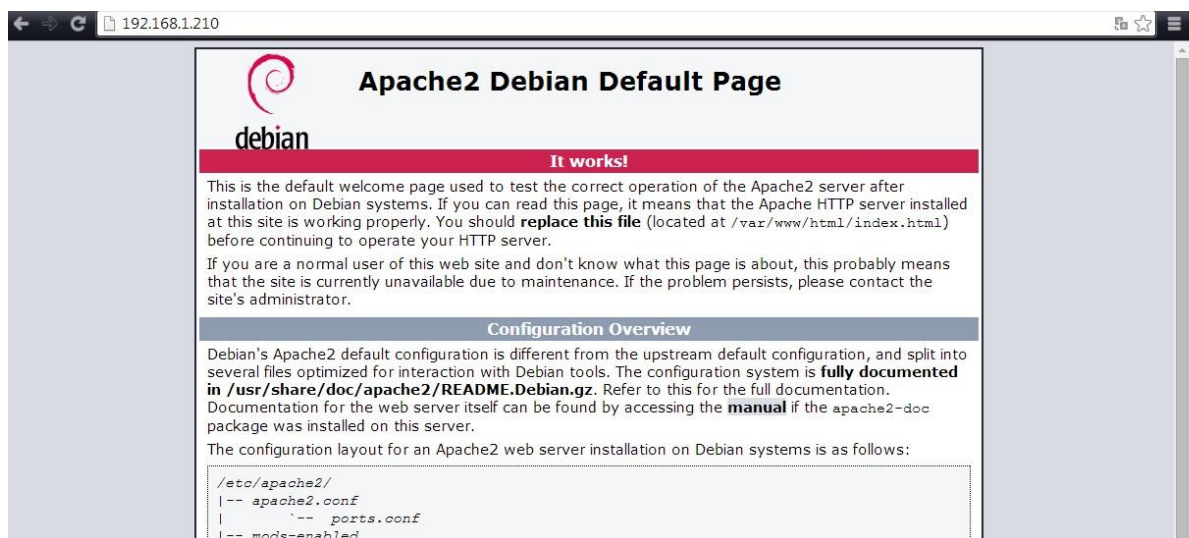 192.168.1.210
debian
Apache2 Debian Default Page
It works!
This is the default welcome page used to test the correct operation of the Apache2 server after
installation on Debian systems. If you can read this page, it means that the Apache HTTP server installed
at this site is working properly. You should replace this file (located at /var/www/html/index.html)
before continuing to operate your HTTP server.
If you are a normal user of this web site and don't know what this page is about, this probably means
that the site is currently unavailable due to maintenance. If the problem persists, please contact the
site's administrator.
Configuration Overview
Debian's Apache2 default configuration is different from the upstream default configuration, and split into
several files optimized for interaction with Debian tools. The configuration system is fully documented
in /usr/share/doc/apache2/README.Debian.gz. Refer to this for the full documentation.
Documentation for the web server itself can be found by accessing the manual if the apache2-doc
package was installed on this server.
The configuration layout for an Apache2 web server installation on Debian systems is as follows:
/etc/apache2/
|-- apache2.conf
|       `--  ports.conf
|-- mods-enabled